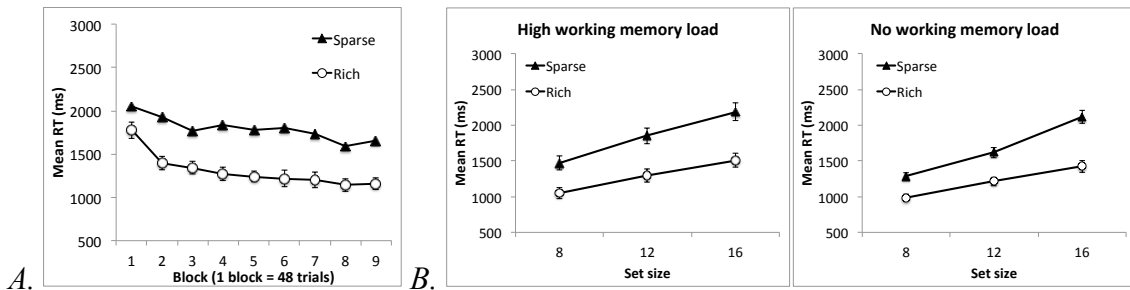 3000
2500
2000
1500
1000
500
Mean RT (ms)
Sparse
Rich
1 2 3 4 5 6 7 8 9
Block (1 block = 48 trials)
A.
High working memory load
3000
2500
2000
1500
1000
500
Mean RT (ms)
Sparse
Rich
8 12 16
Set size
B.
No working memory load
3000
2500
2000
1500
1000
500
Mean RT (ms)
Sparse
Rich
8 12 16
Set size